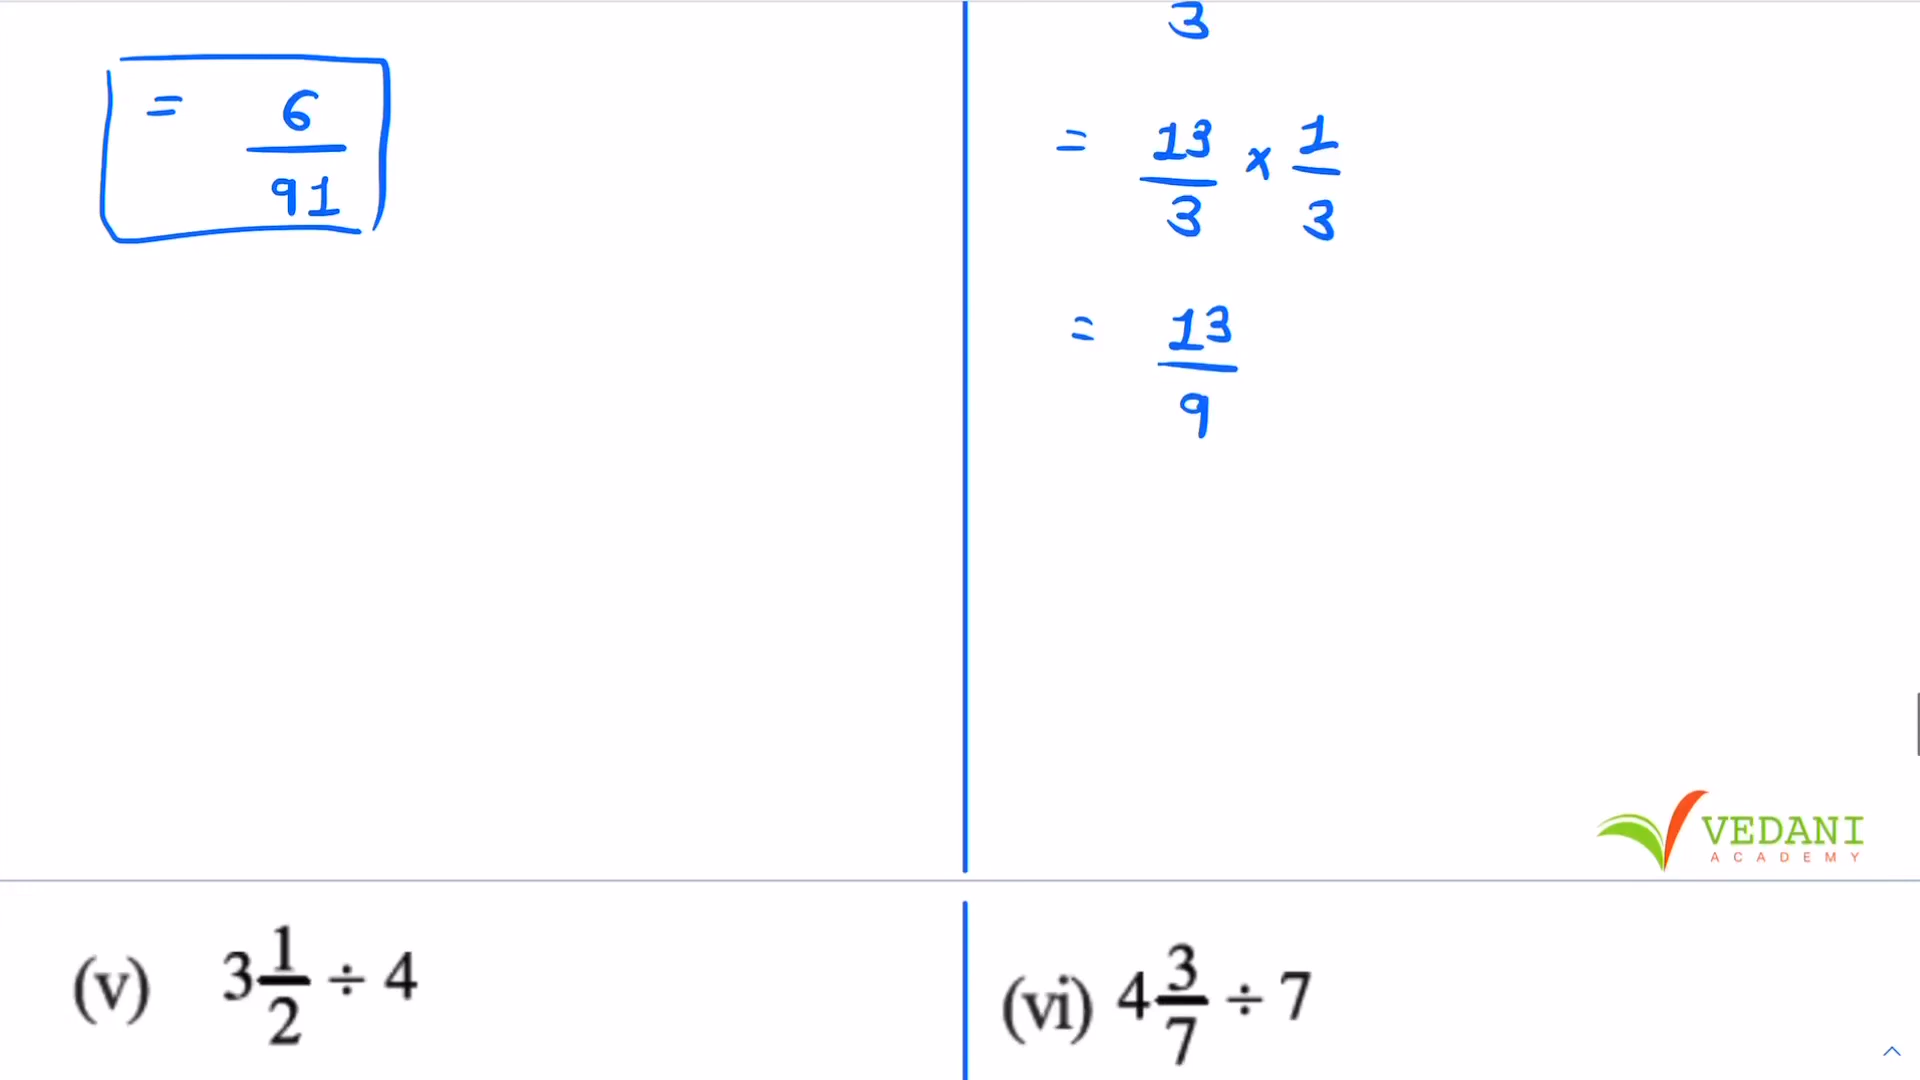 = 6/91
3
= 13/3 × 1/3
= 13/9
VEDANI
ACADEMY
(v) 3 1/2 ÷ 4
(vi) 4 3/7 ÷ 7